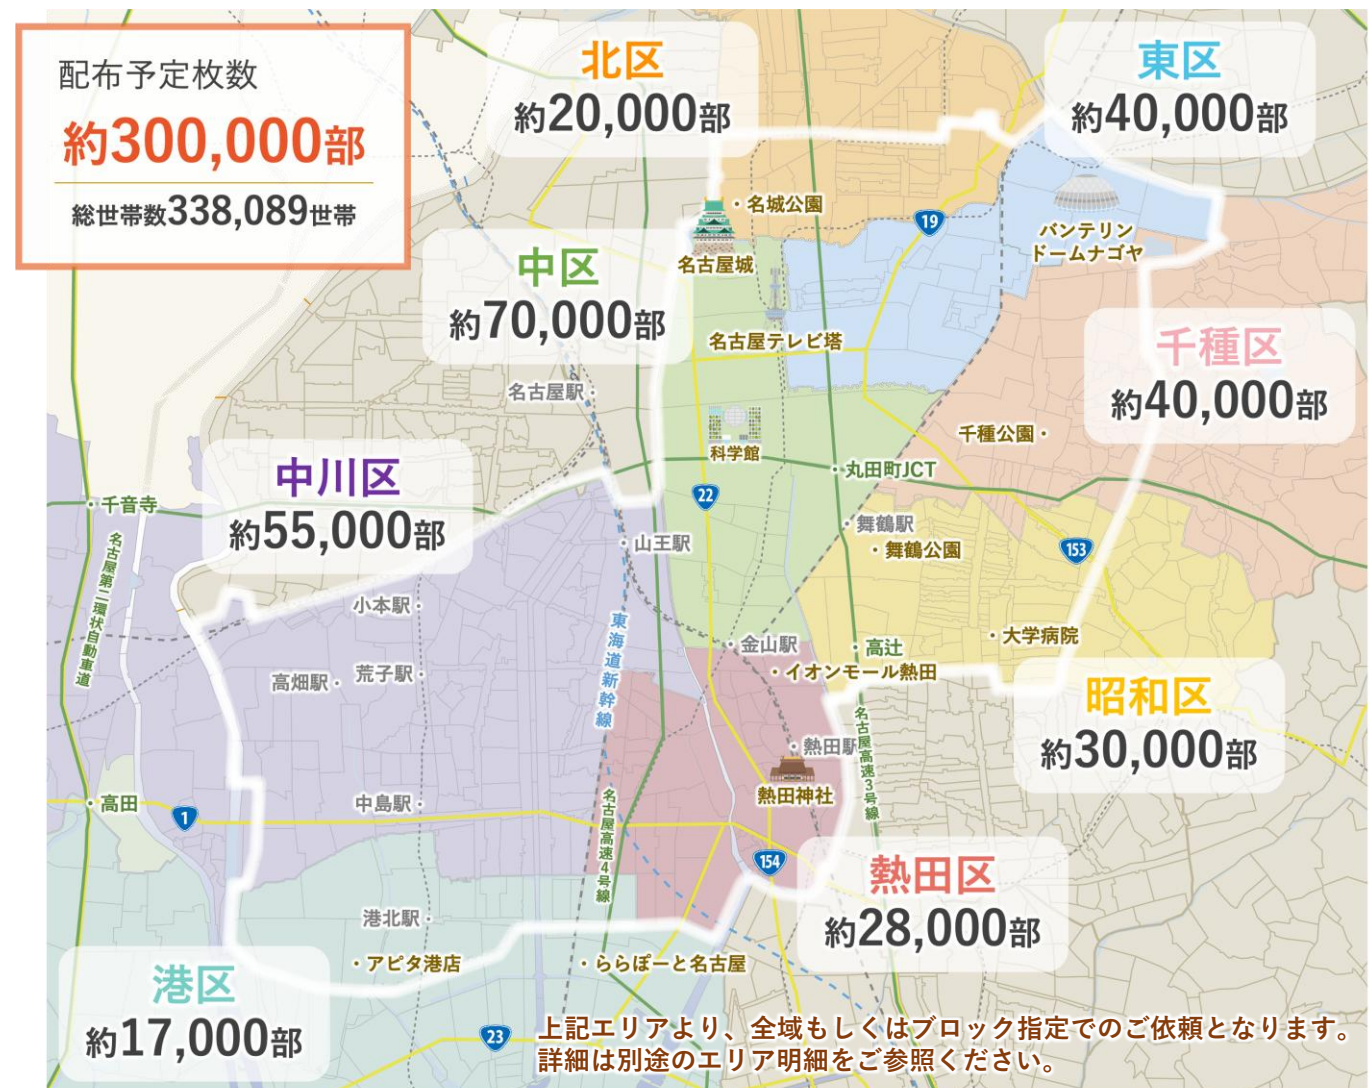 配布予定枚数
約300,000部
総世帯数338,089世帯
北区
約20,000部
東区
約40,000部
中区
約70,000部
千種区
約40,000部
中川区
約55,000部
昭和区
約30,000部
熱田区
約28,000部
港区
約17,000部
・名城公園
名古屋城
19
バンテリン
ドームナゴヤ
名古屋テレビ塔
名古屋駅・
科学館
千種公園・
・丸田町JCT
22
・千音寺
名古屋第二環状自動車道
・山王駅
・舞鶴駅
・舞鶴公園
153
小本駅・
東海道新幹線
・金山駅
・高辻
・大学病院
高畑駅・
荒子駅・
・イオンモール熱田
・熱田駅
名古屋高速3号線
熱田神社
・高田
1
中島駅・
名古屋高速4号線
154
港北駅・
・アピタ港店
・ららぽーと名古屋
23
上記エリアより、全域もしくはブロック指定でのご依頼となります。
詳細は別途のエリア明細をご参照ください。